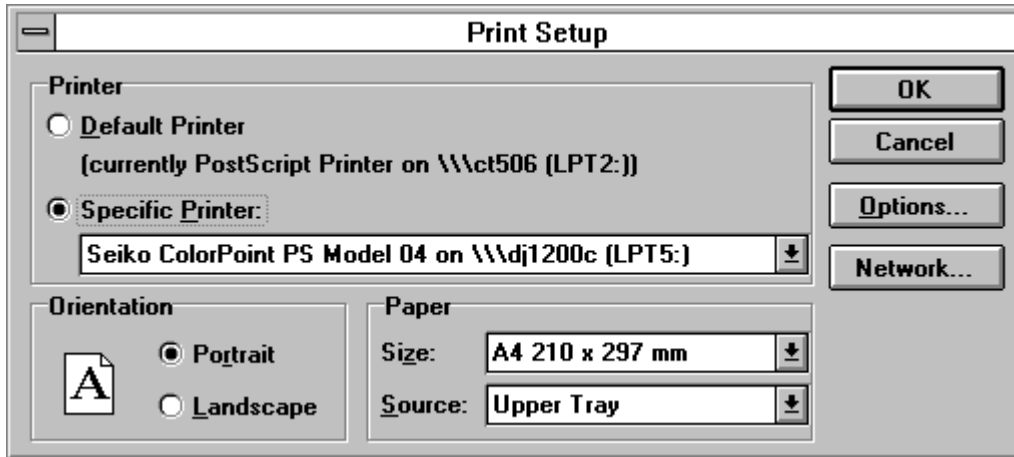 Print Setup
Printer
Default Printer
(currently PostScript Printer on \\\ct506 (LPT2:))
Specific Printer:
Seiko ColorPoint PS Model 04 on \\\dj1200c (LPT5:)
OK
Cancel
Options...
Network...
Orientation
A
Portrait
Landscape
Paper
Size: A4 210 x 297 mm
Source: Upper Tray